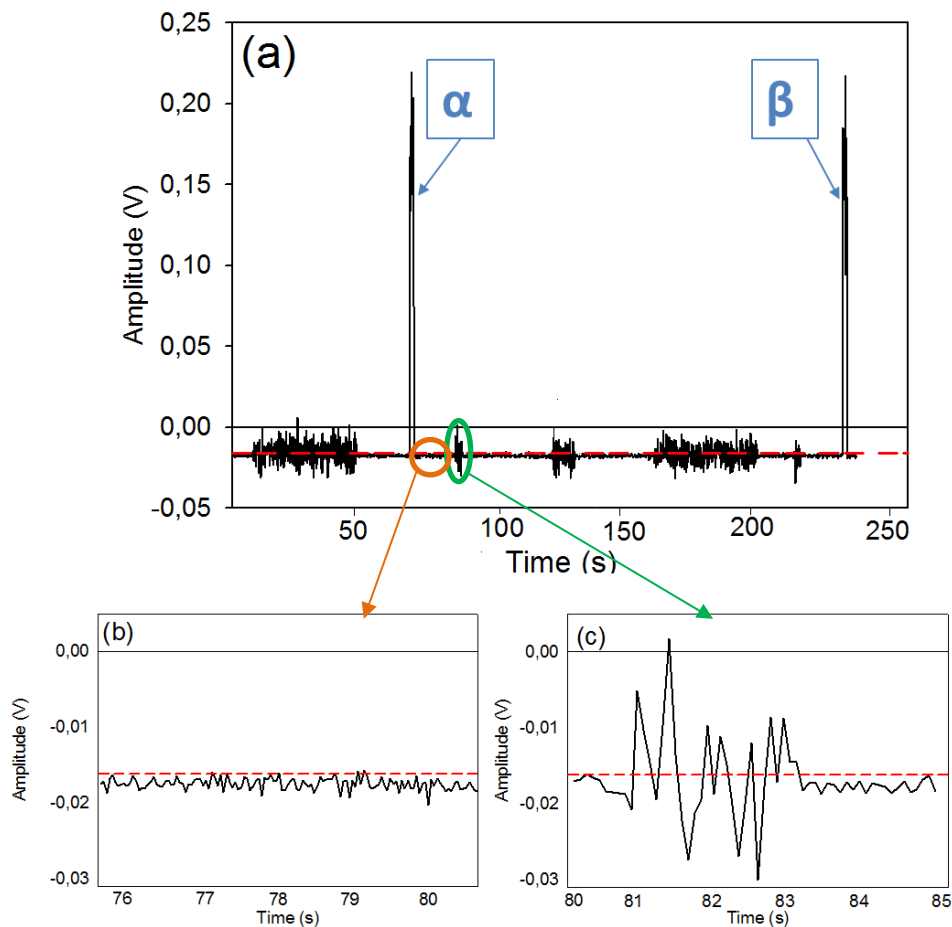 (a)
α
β
Amplitude (V)
0,25
0,20
0,15
0,10
0,05
0,00
-0,05
50 100 150 200 250
Time (s)
(b)
Amplitude (V)
0,00
-0,01
-0,02
-0,03
76 77 78 79 80
Time (s)
(c)
Amplitude (V)
0,00
-0,01
-0,02
-0,03
80 81 82 83 84 85
Time (s)